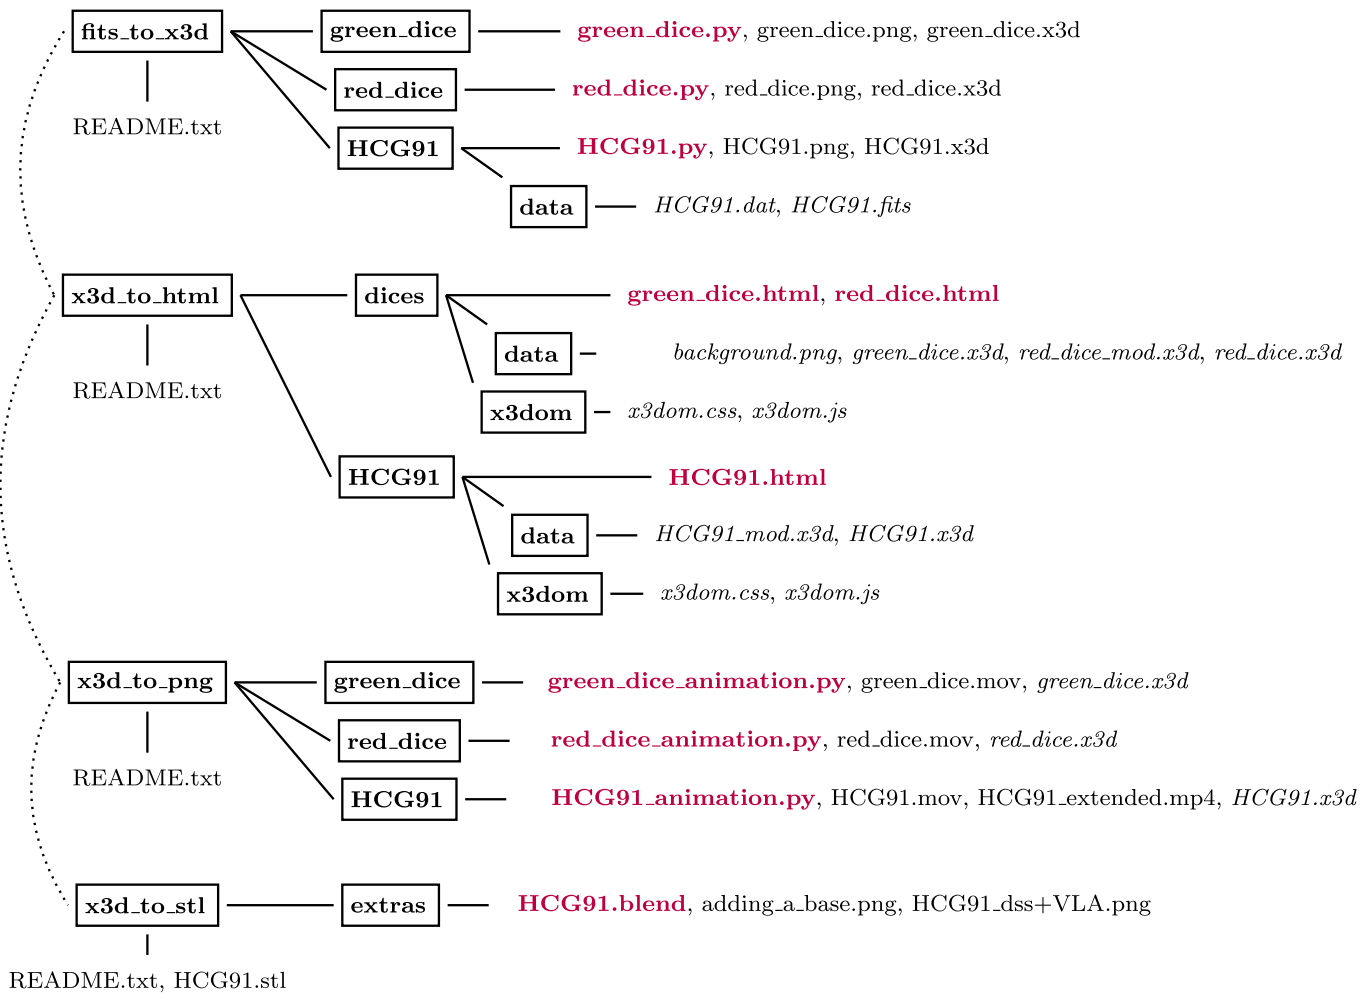 fits_to_x3d green_dice green_dice.py, green_dice.png, green_dice.x3d
red_dice red_dice.py, red_dice.png, red_dice.x3d
README.txt
HCG91 HCG91.py, HCG91.png, HCG91.x3d
data HCG91.dat, HCG91.fits
x3d_to_html dices green_dice.html, red_dice.html
data background.png, green_dice.x3d, red_dice_mod.x3d, red_dice.x3d
README.txt
x3dom x3dom.css, x3dom.js
HCG91 HCG91.html
data HCG91_mod.x3d, HCG91.x3d
x3dom x3dom.css, x3dom.js
x3d_to_png green_dice green_dice_animation.py, green_dice.mov, green_dice.x3d
red_dice red_dice_animation.py, red_dice.mov, red_dice.x3d
README.txt
HCG91 HCG91_animation.py, HCG91.mov, HCG91_extended.mp4, HCG91.x3d
x3d_to_stl extras HCG91.blend, adding_a_base.png, HCG91_dss+VLA.png
README.txt, HCG91.stl